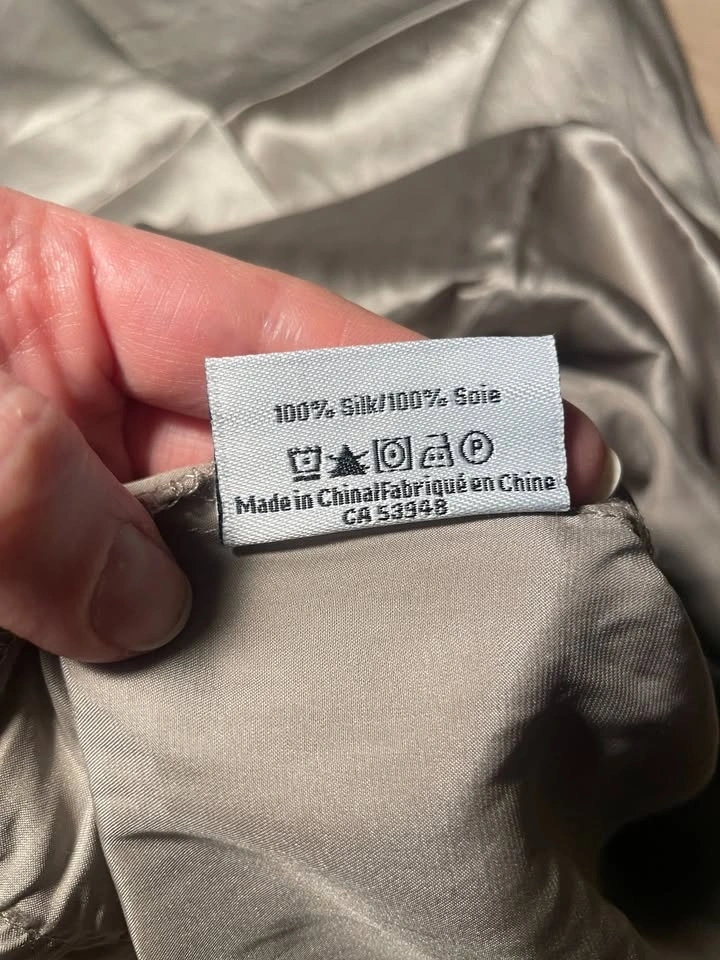 100% Silk/100% Soie
P
Made in China/Fabriqué en Chine
CA 53948